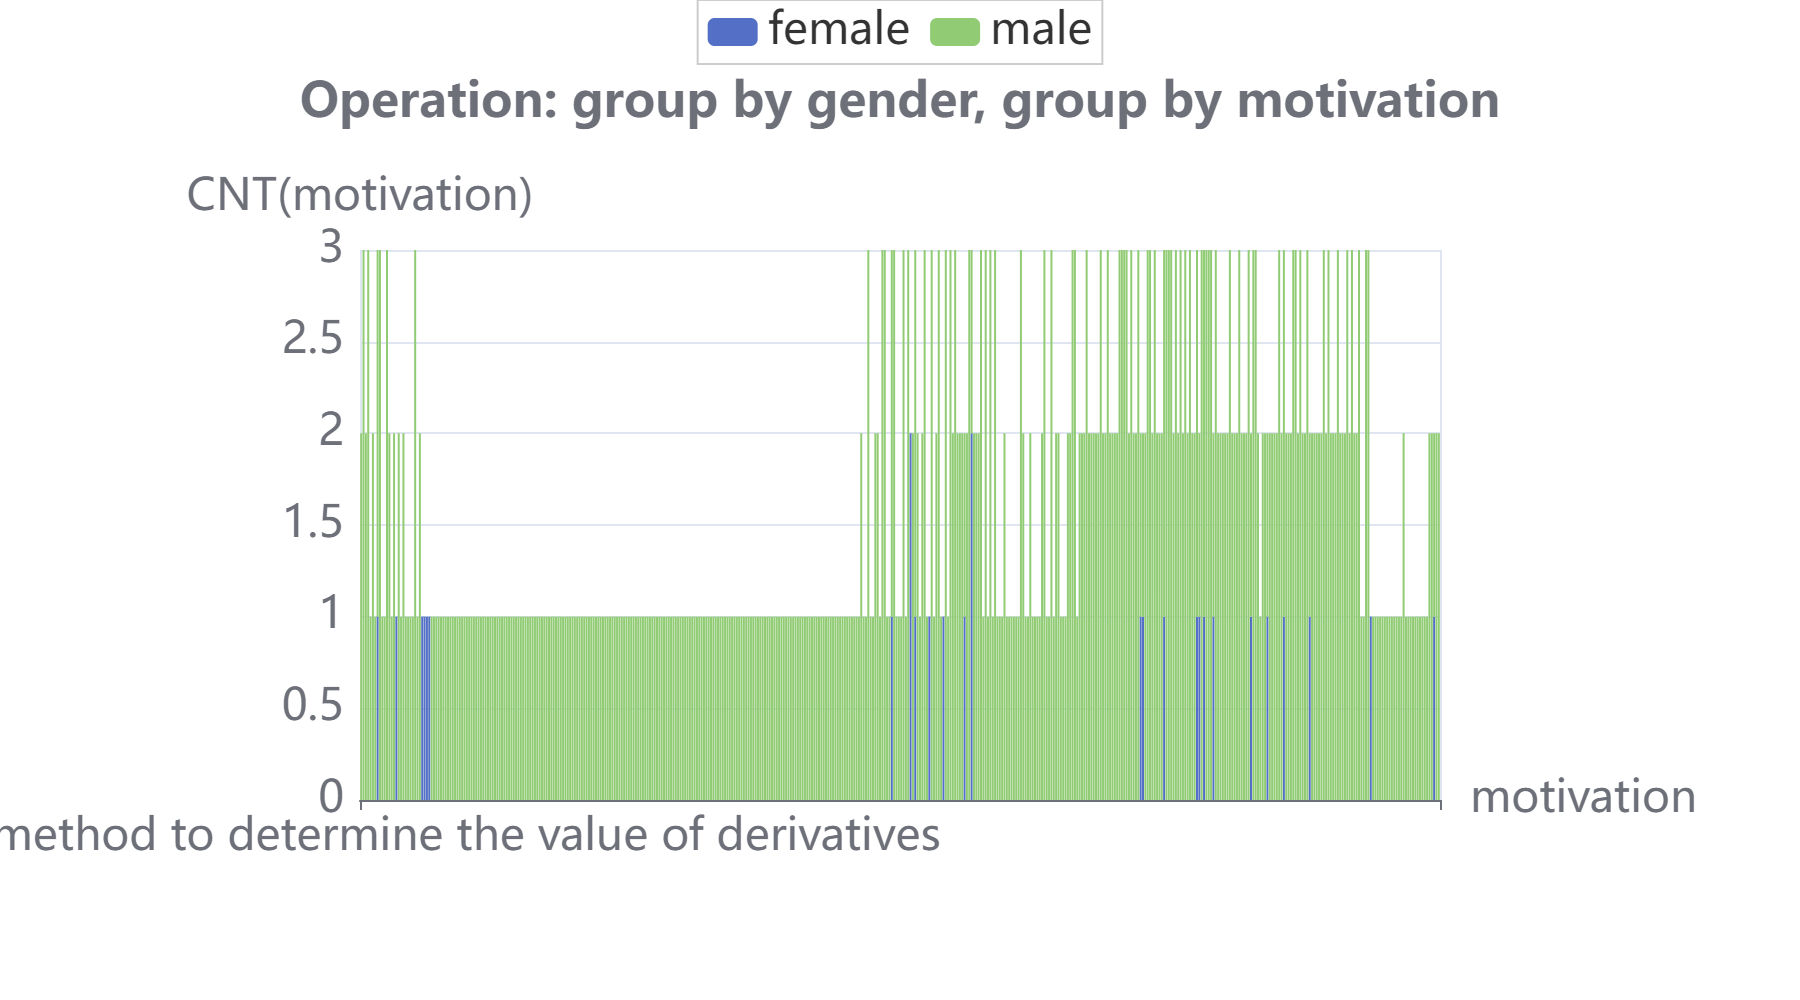 female male
Operation: group by gender, group by motivation
CNT(motivation)
3
2.5
2
1.5
1
0.5
0
motivation
method to determine the value of derivatives